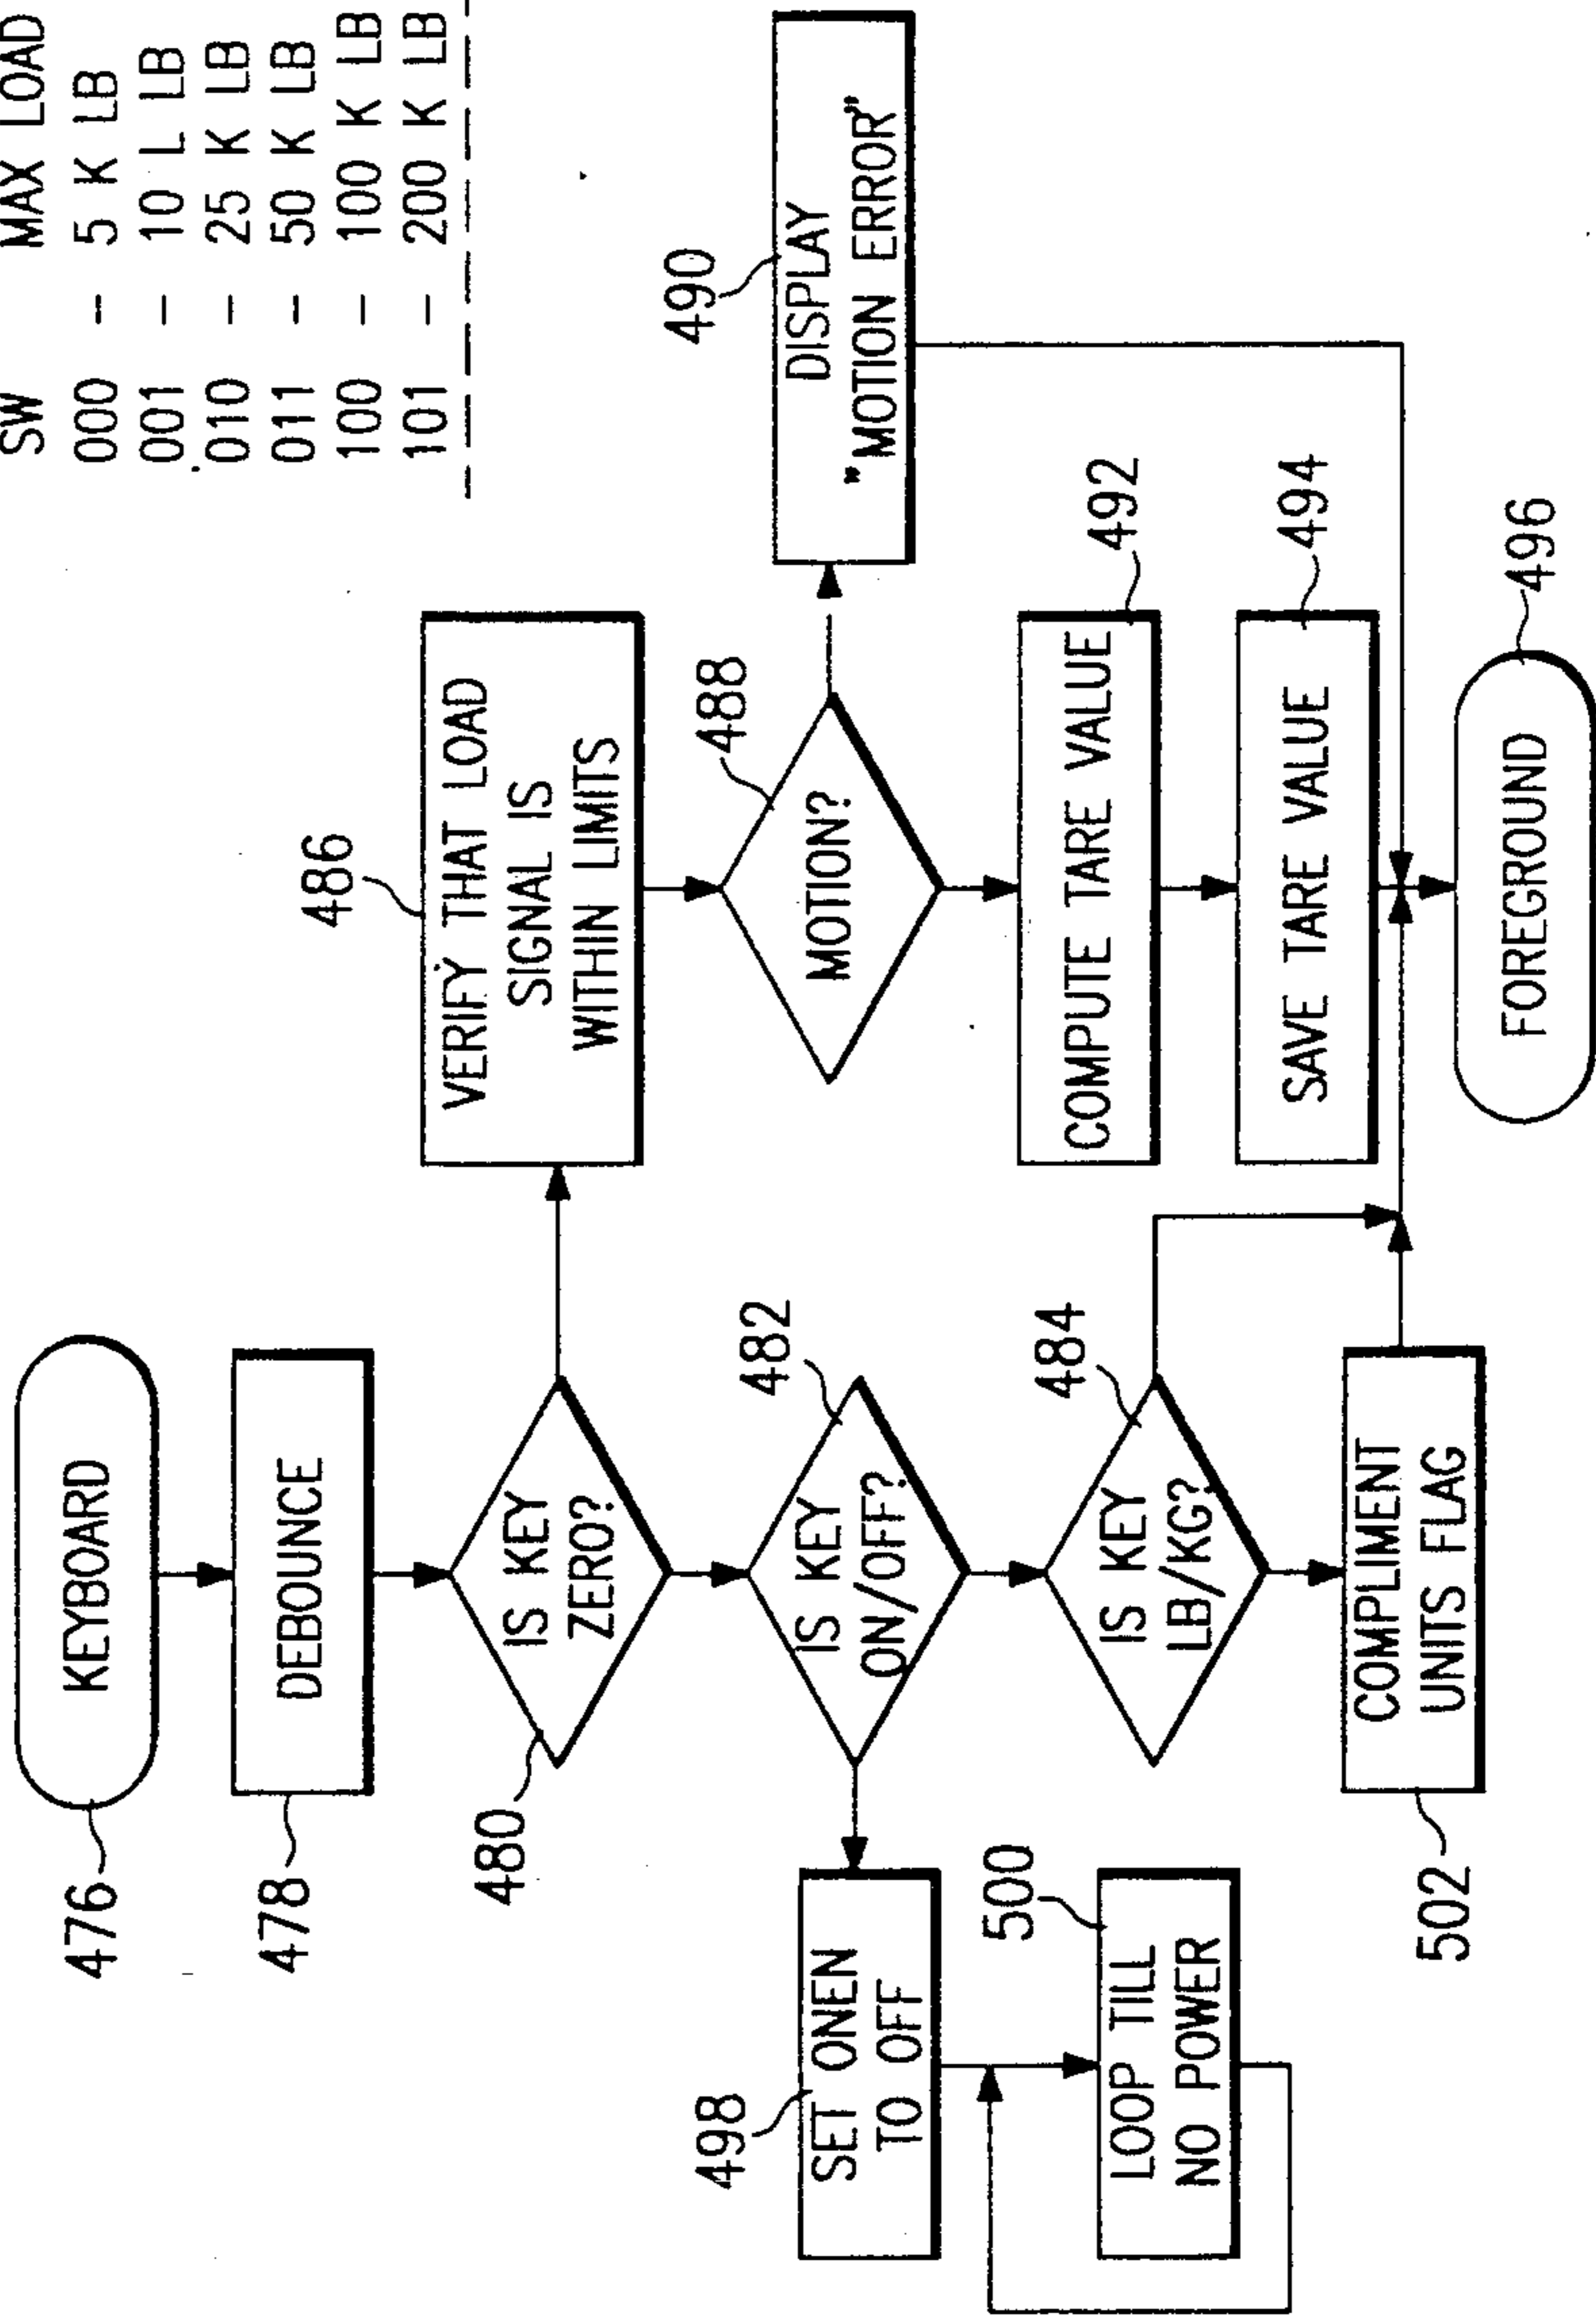 SW MAX LOAD
000 - 5 K LB
001 - 10 L LB
010 - 25 K LB
011 - 50 K LB
100 - 100 K LB
101 - 200 K LB
476
KEYBOARD
478
DEBOUNCE
480
IS KEY
ZERO?
486
VERIFY THAT LOAD
SIGNAL IS
WITHIN LIMITS
482
IS KEY
ON/OFF?
488
MOTION?
490
DISPLAY
"MOTION ERROR"
498
SET ONEN
TO OFF
500
LOOP TILL
NO POWER
484
IS KEY
LB/KG?
492
COMPUTE TARE VALUE
494
SAVE TARE VALUE
502
COMPLIMENT
UNITS FLAG
496
FOREGROUND